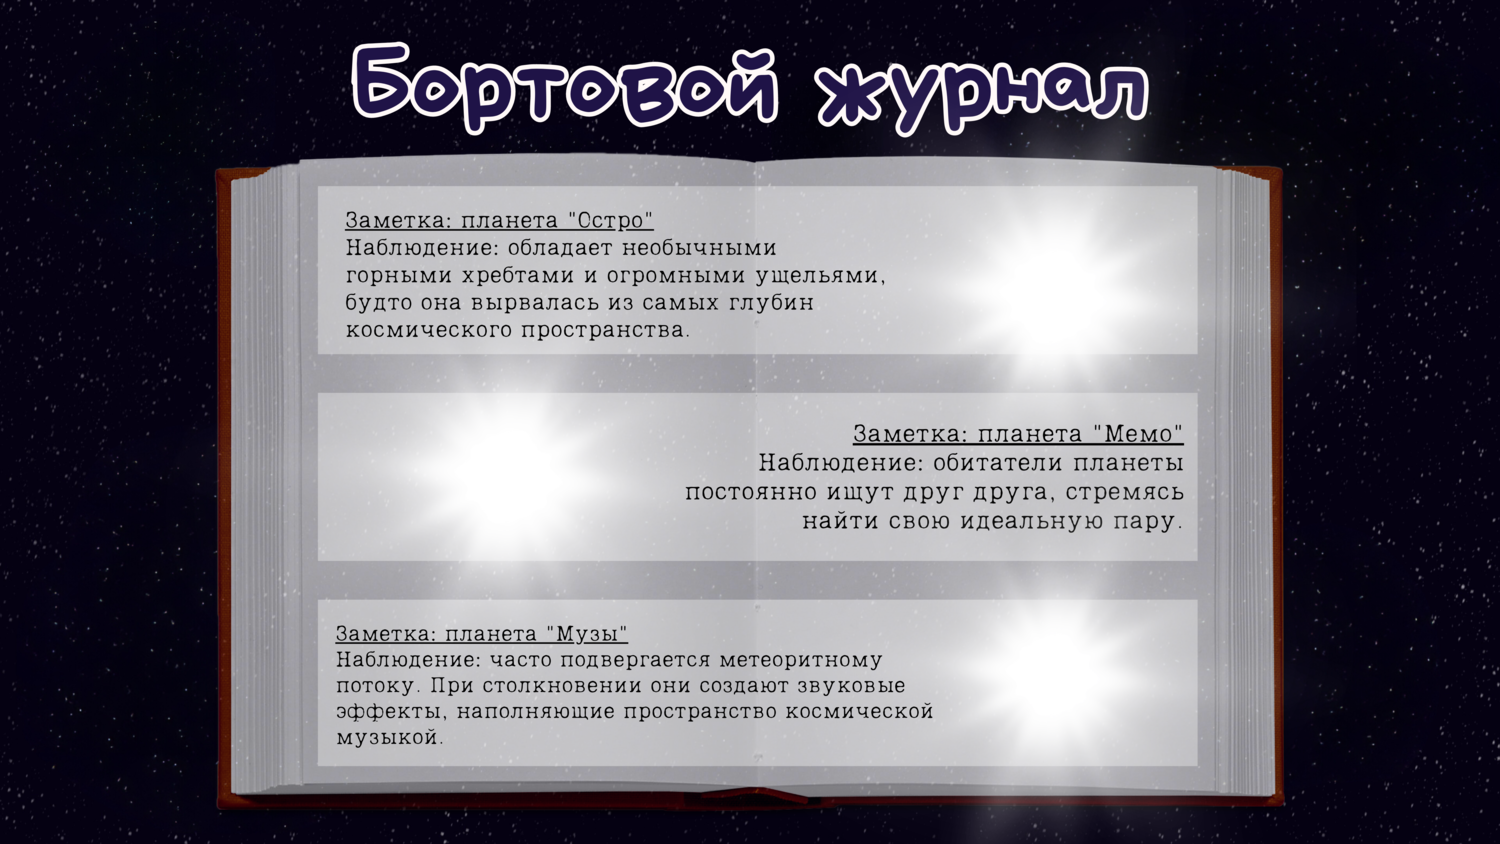 Бортовой журнал
Заметка: планета "Остро"
Наблюдение: обладает необычными
горными хребтами и огромными ущельями,
будто она вырвалась из самых глубин
космического пространства.
Заметка: планета "Мемо"
Наблюдение: обитатели планеты
постоянно ищут друг друга, стремясь
найти свою идеальную пару.
Заметка: планета "Музы"
Наблюдение: часто подвергается метеоритному
потоку. При столкновении они создают звуковые
эффекты, наполняющие пространство космической
музыкой.